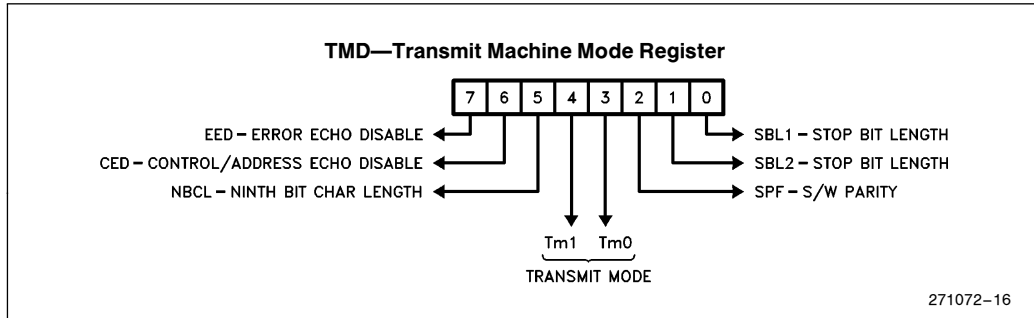 TMD—Transmit Machine Mode Register
7 6 5 4 3 2 1 0
EED – ERROR ECHO DISABLE
CED – CONTROL/ADDRESS ECHO DISABLE
NBCL – NINTH BIT CHAR LENGTH
SBL1 – STOP BIT LENGTH
SBL2 – STOP BIT LENGTH
SPF – S/W PARITY
Tm1 Tm0
TRANSMIT MODE
271072–16